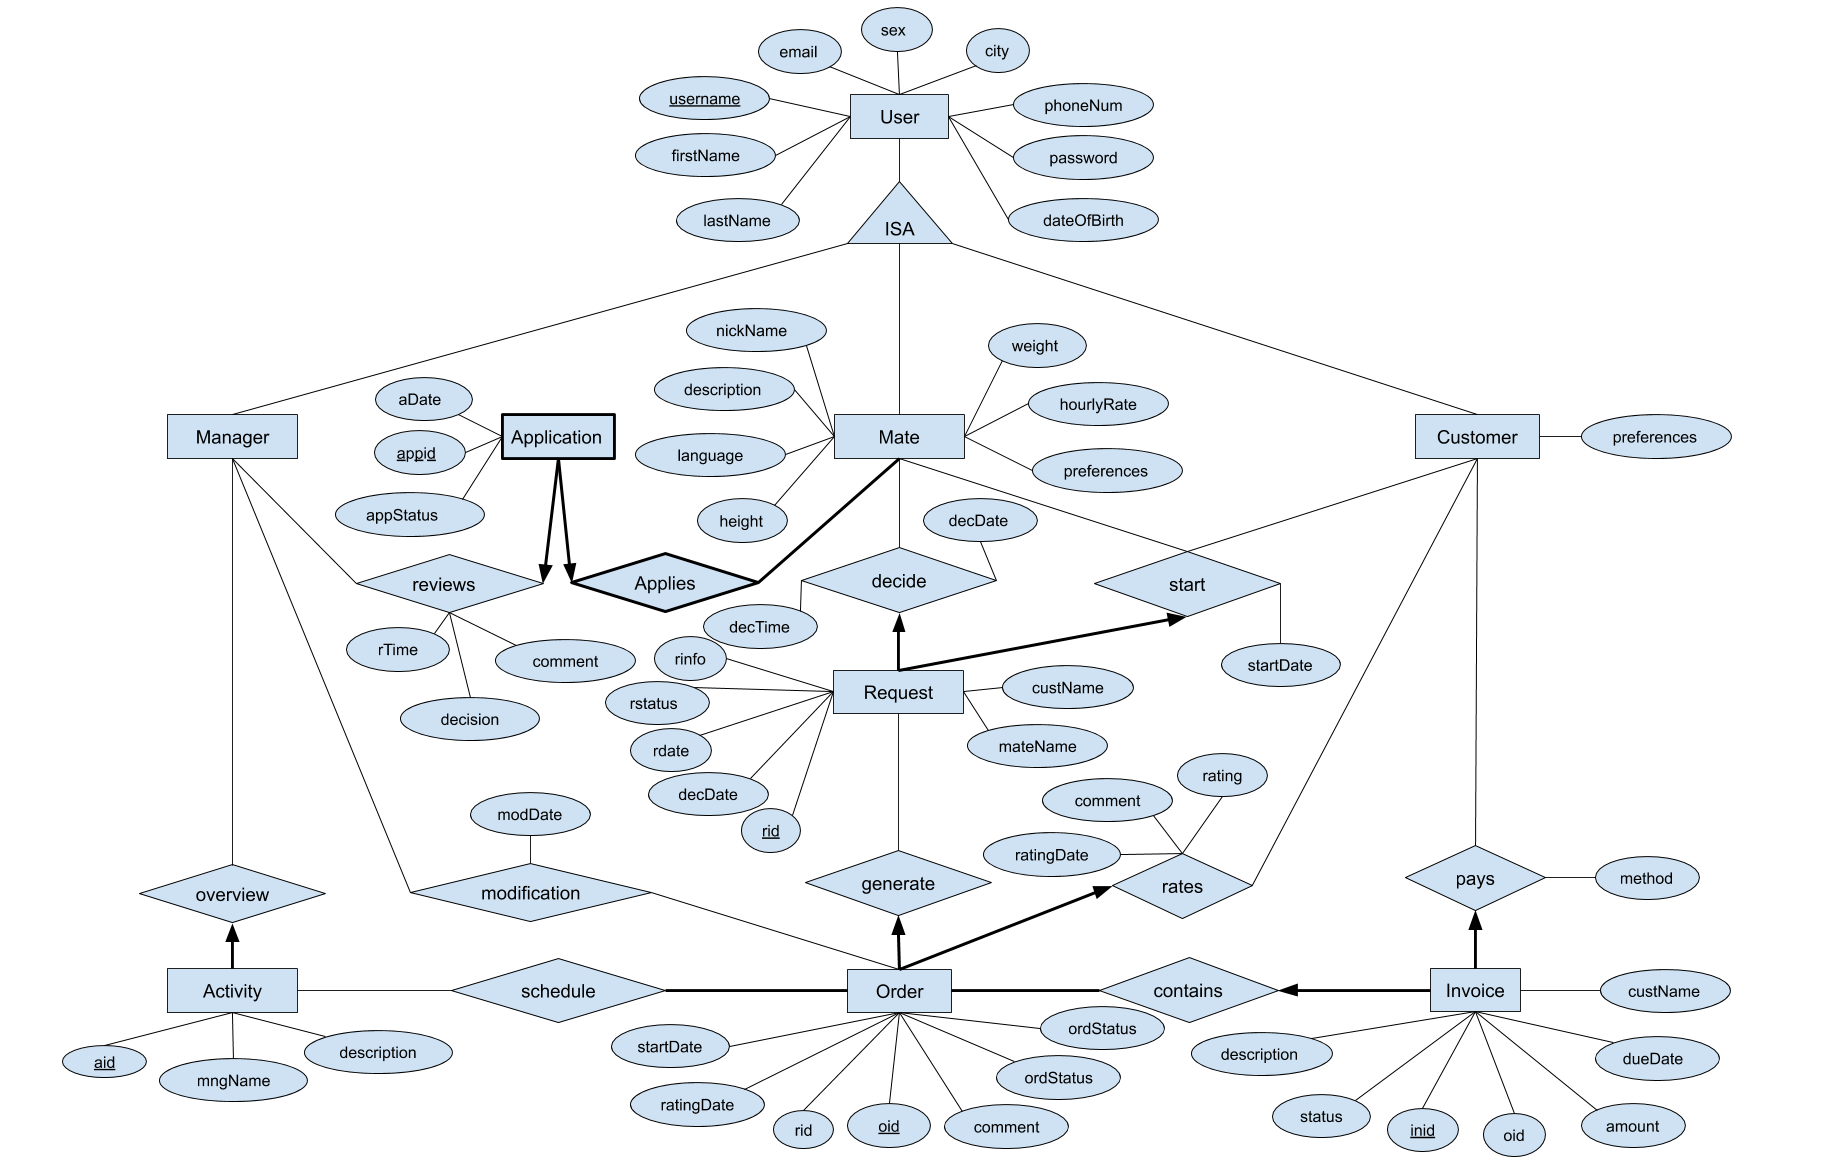 sex
email
city
username
phoneNum
User
firstName
password
lastName
dateOfBirth
ISA
nickName
weight
description
aDate
hourlyRate
Manager
Application
Mate
Customer
preferences
appid
language
preferences
appStatus
height
decDate
reviews
Applies
decide
start
decTime
rTime
comment
rinfo
startDate
custName
Request
rstatus
decision
rdate
mateName
rating
decDate
comment
modDate
rid
ratingDate
method
pays
generate
rates
overview
modification
Activity
schedule
Order
contains
Invoice
custName
ordStatus
startDate
description
description
dueDate
aid
mngName
ordStatus
ratingDate
status
rid
oid
comment
inid
oid
amount